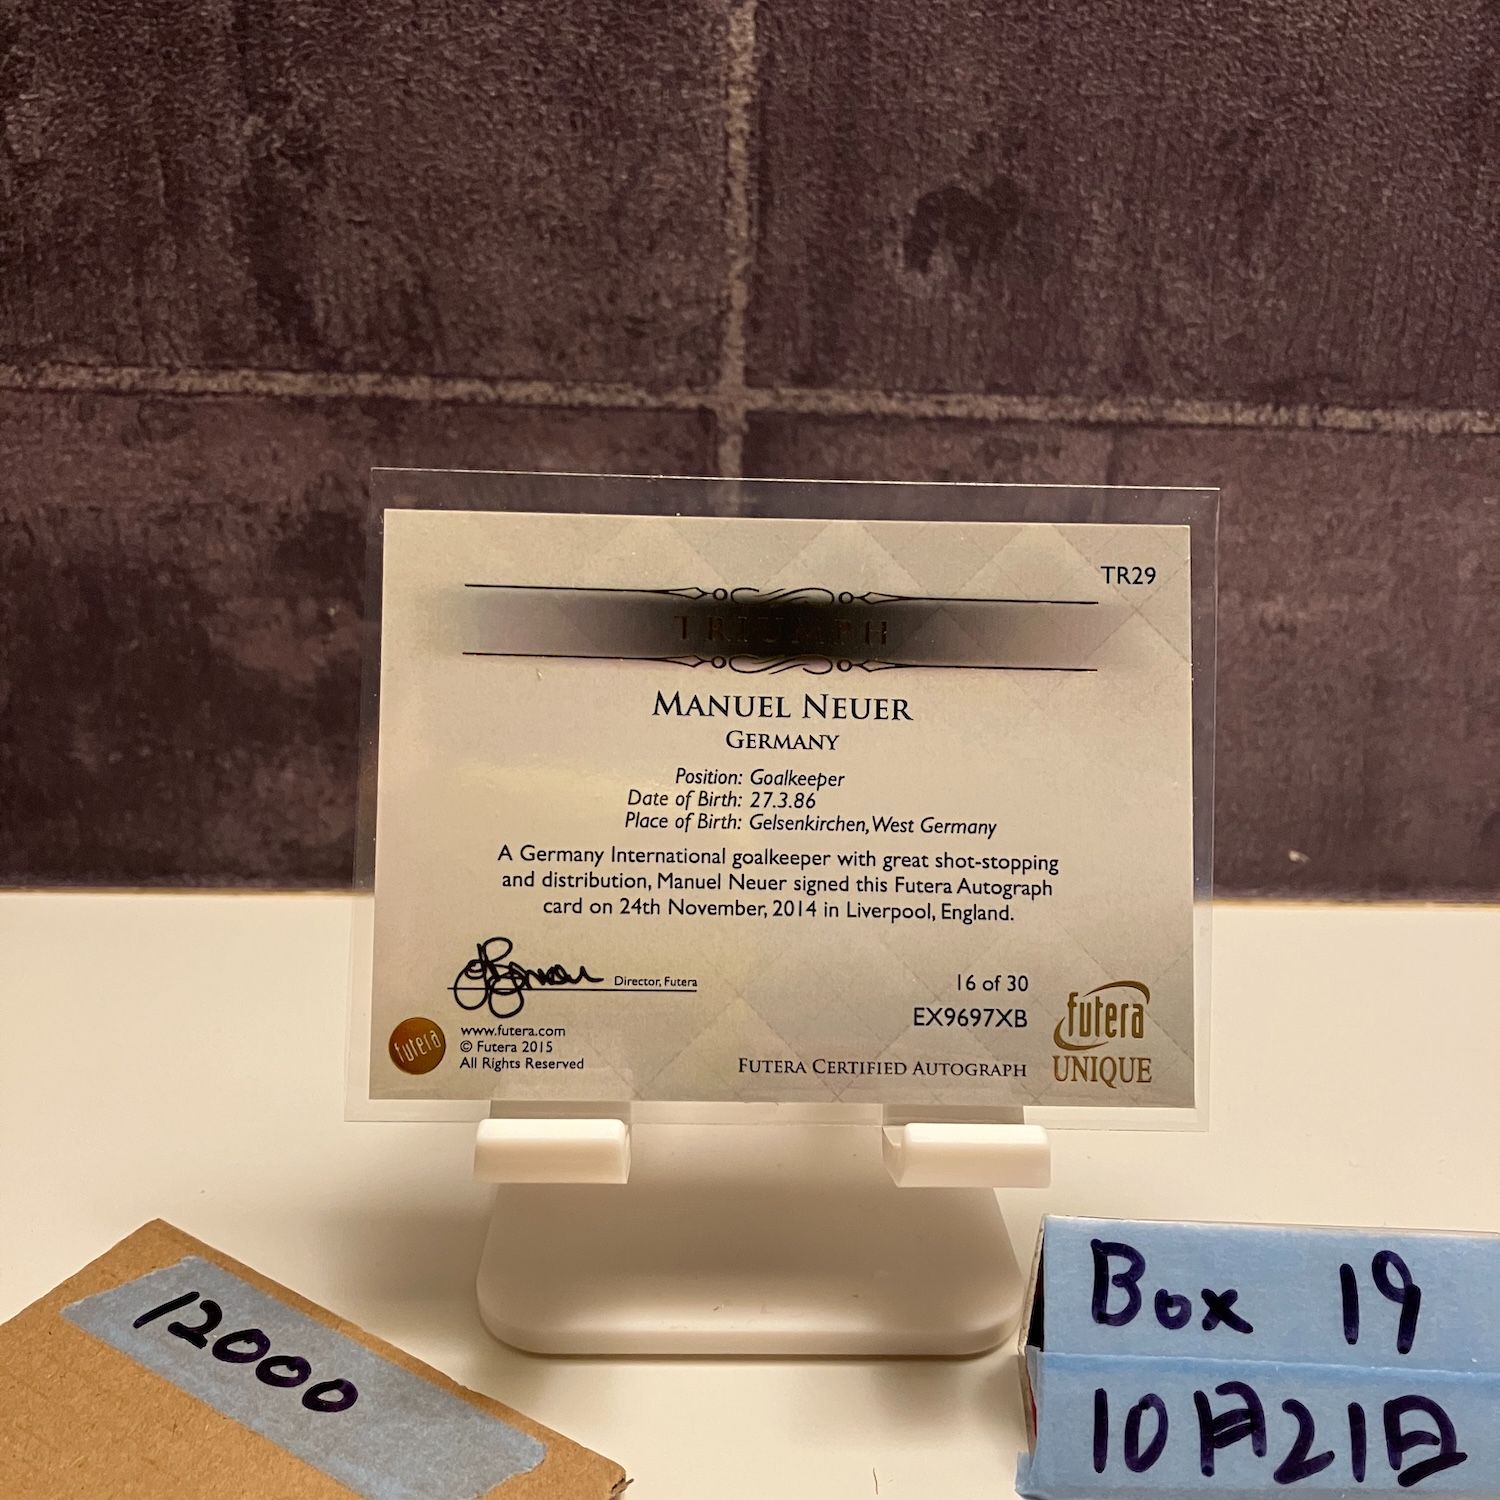 TR29
TRIUMPH
MANUEL NEUER
GERMANY
Position: Goalkeeper
Date of Birth: 27.3.86
Place of Birth: Gelsenkirchen, West Germany
A Germany International goalkeeper with great shot-stopping
and distribution, Manuel Neuer signed this Futera Autograph
card on 24th November, 2014 in Liverpool, England.
Director, Futera
16 of 30
EX9697XB
futera
www.futera.com
© Futera 2015
All Rights Reserved
FUTERA CERTIFIED AUTOGRAPH
futera
UNIQUE
12000
Box 19
10月21日